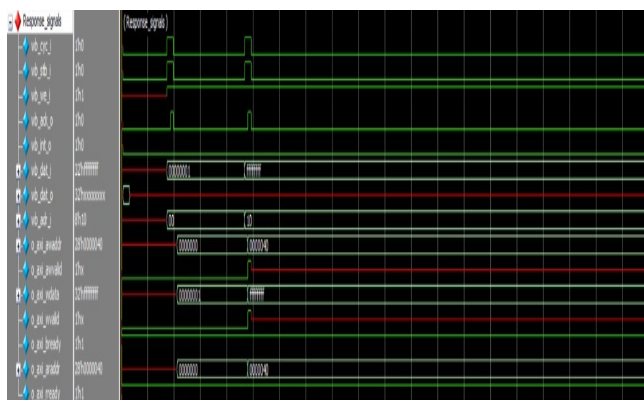 Response_signals (Response_signals)
wb_cyc_i 1'h0
wb_stb_i 1'h0
wb_we_i 1'h1
wb_ack_o 1'h0
wb_int_o 1'h0
wb_dat_i 32'hffffffff 00000001 ffffffff
wb_dat_o 32'hxxxxxxxx
wb_adr_i 8'h10 00 10
o_axi_awaddr 28'h0000040 0000000 0000040
o_axi_awvalid 1'hx
o_axi_wdata 32'hffffffff 00000001 ffffffff
o_axi_wvalid 1'hx
o_axi_bready 1'h1
o_axi_araddr 28'h0000040 0000000 0000040
o_axi_rready 1'h1